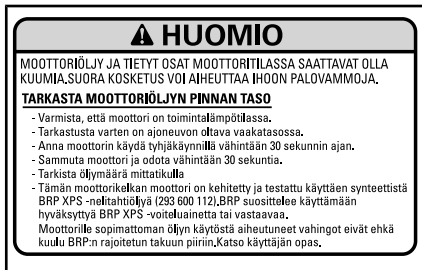 HUOMIO
MOOTTORIÖLJY JA TIETYT OSAT MOOTTORITILASSA SAATTAVAT OLLA
KUUMIA.SUORA KOSKETUS VOI AIHEUTTAA IHOON PALOVAMMOJA.
TARKASTA MOOTTORIÖLJYN PINNAN TASO
- Varmista, että moottori on toimintalämpötilassa.
- Tarkastusta varten on ajoneuvon oltava vaakatasossa.
- Anna moottorin käydä tyhjäkäynnillä vähintään 30 sekunnin ajan.
- Sammuta moottori ja odota vähintään 30 sekuntia.
- Tarkista öljymäärä mittatikulla
- Tämän moottorikelkan moottori on kehitetty ja testattu käyttäen synteettistä
BRP XPS -nelitahtiöljyä (293 600 112).BRP suosittelee käyttämään
hyväksyttyä BRP XPS -voiteluainetta tai vastaavaa.
Moottorille sopimattoman öljyn käytöstä aiheutuneet vahingot eivät ehkä
kuulu BRP:n rajoitetun takuun piiriin.Katso käyttäjän opas.